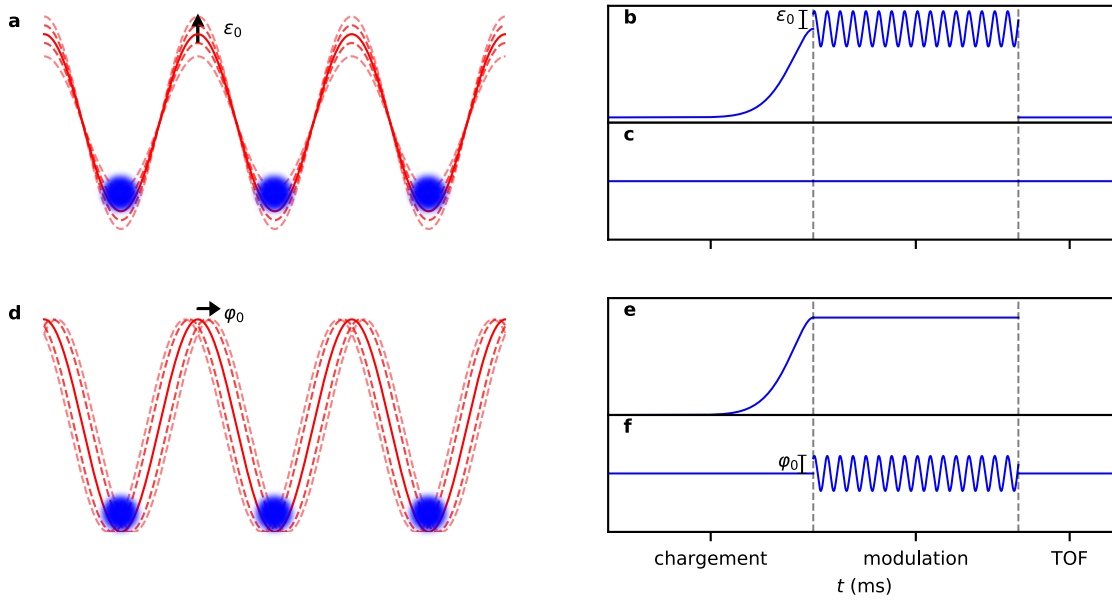 a
ε₀
b
ε₀
c
d
φ₀
e
f
φ₀
chargement modulation TOF
t (ms)